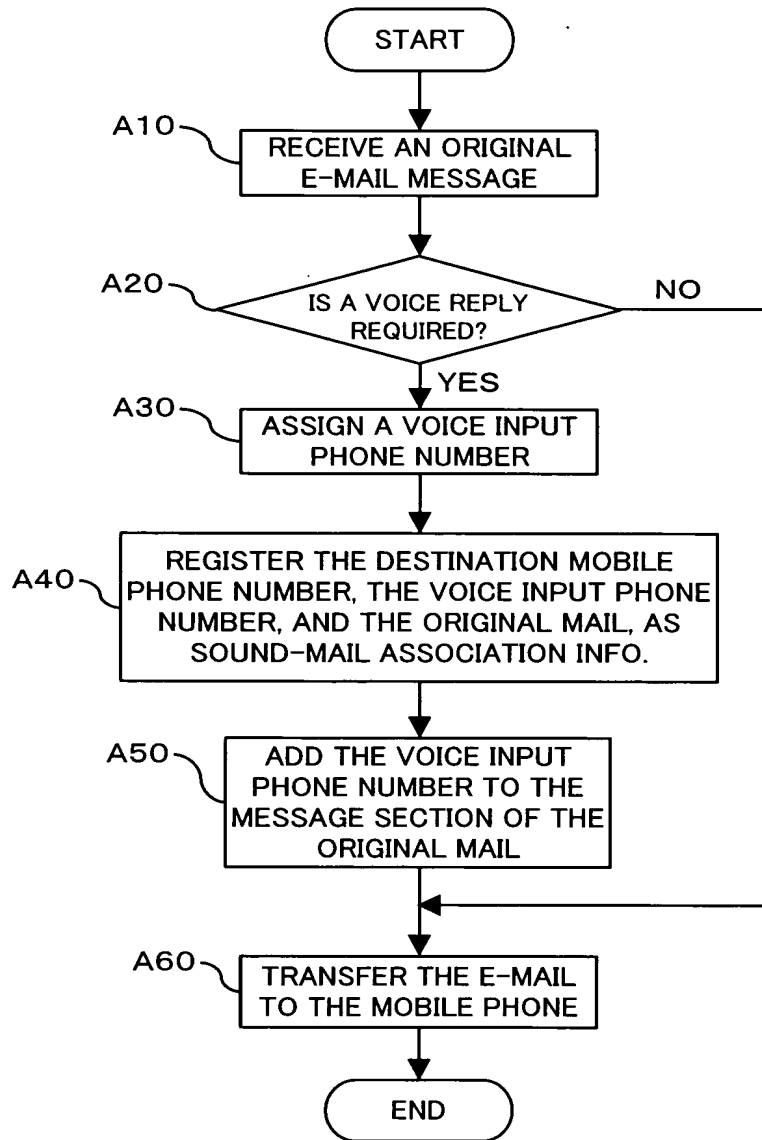 START
A10
RECEIVE AN ORIGINAL
E-MAIL MESSAGE
A20
IS A VOICE REPLY
REQUIRED?
NO
YES
A30
ASSIGN A VOICE INPUT
PHONE NUMBER
A40
REGISTER THE DESTINATION MOBILE
PHONE NUMBER, THE VOICE INPUT PHONE
NUMBER, AND THE ORIGINAL MAIL, AS
SOUND-MAIL ASSOCIATION INFO.
A50
ADD THE VOICE INPUT
PHONE NUMBER TO THE
MESSAGE SECTION OF THE
ORIGINAL MAIL
A60
TRANSFER THE E-MAIL
TO THE MOBILE PHONE
END